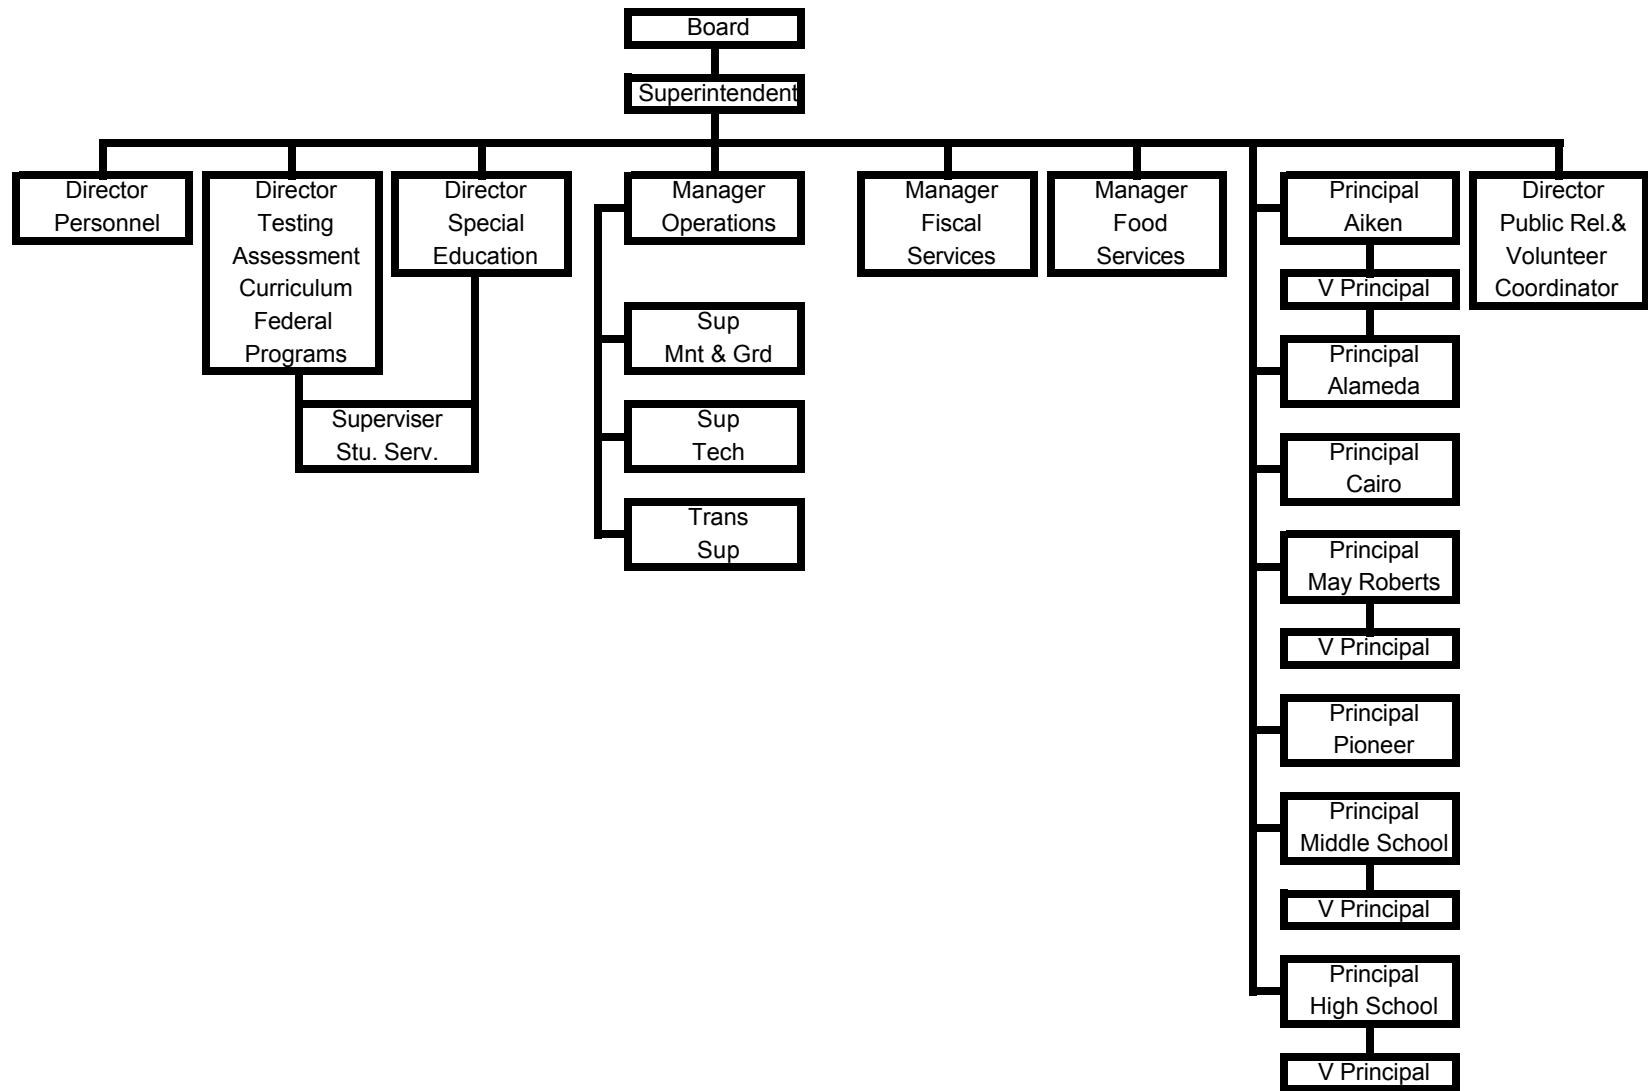 Board
Superintendent
Director
Personnel
Director
Testing
Assessment
Curriculum
Federal
Programs
Director
Special
Education
Superviser
Stu. Serv.
Manager
Operations
Sup
Mnt & Grd
Sup
Tech
Trans
Sup
Manager
Fiscal
Services
Manager
Food
Services
Principal
Aiken
V Principal
Principal
Alameda
Principal
Cairo
Principal
May Roberts
V Principal
Principal
Pioneer
Principal
Middle School
V Principal
Principal
High School
V Principal
Director
Public Rel.&
Volunteer
Coordinator